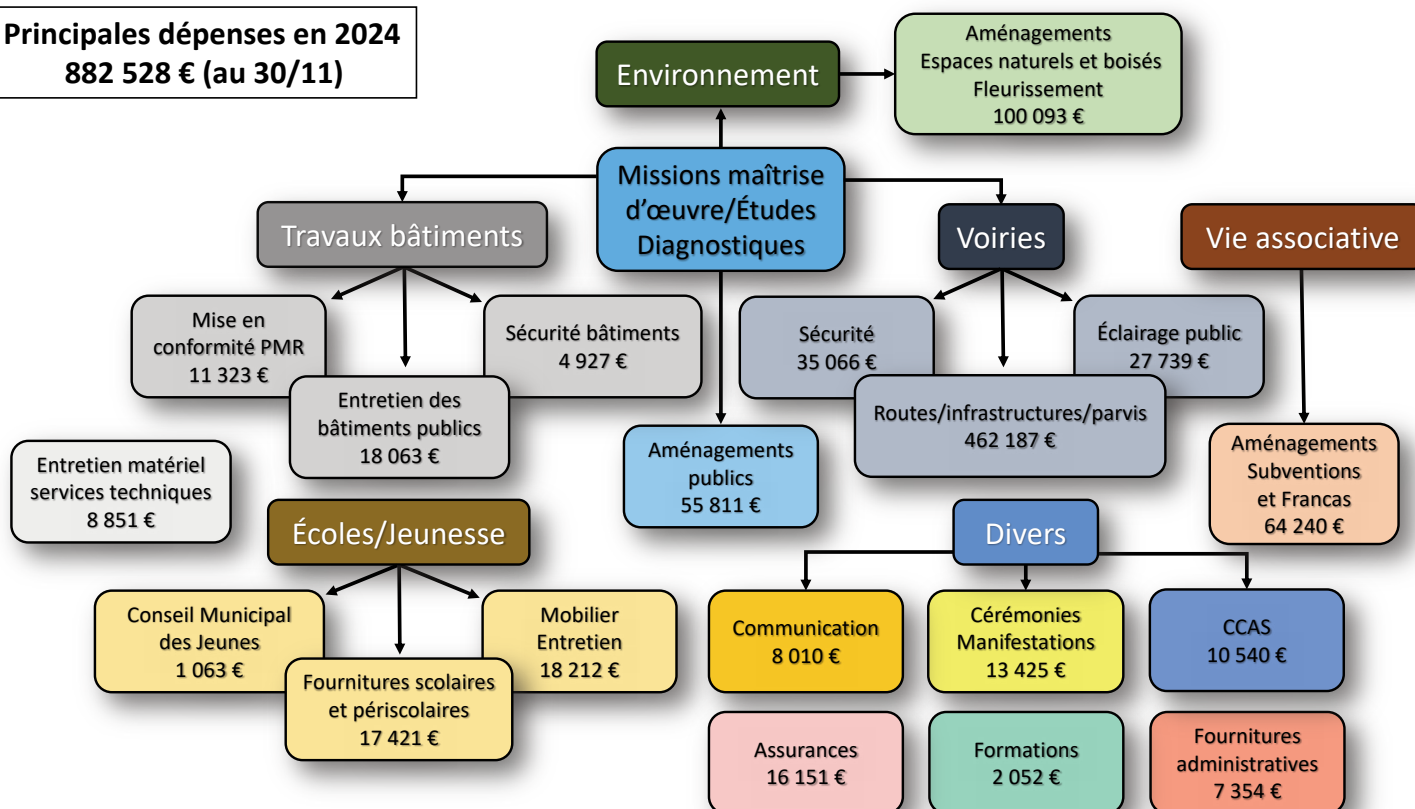 Principales dépenses en 2024
882 528 € (au 30/11)
Environnement
Aménagements
Espaces naturels et boisés
Fleurissement
100 093 €
Missions maîtrise
d’œuvre/Études
Diagnostiques
Travaux bâtiments
Voiries
Vie associative
Mise en
conformité PMR
11 323 €
Sécurité bâtiments
4 927 €
Entretien des
bâtiments publics
18 063 €
Sécurité
35 066 €
Éclairage public
27 739 €
Routes/infrastructures/parvis
462 187 €
Entretien matériel
services techniques
8 851 €
Aménagements
publics
55 811 €
Aménagements
Subventions
et Francas
64 240 €
Écoles/Jeunesse
Divers
Conseil Municipal
des Jeunes
1 063 €
Mobilier
Entretien
18 212 €
Fournitures scolaires
et périscolaires
17 421 €
Communication
8 010 €
Cérémonies
Manifestations
13 425 €
CCAS
10 540 €
Assurances
16 151 €
Formations
2 052 €
Fournitures
administratives
7 354 €